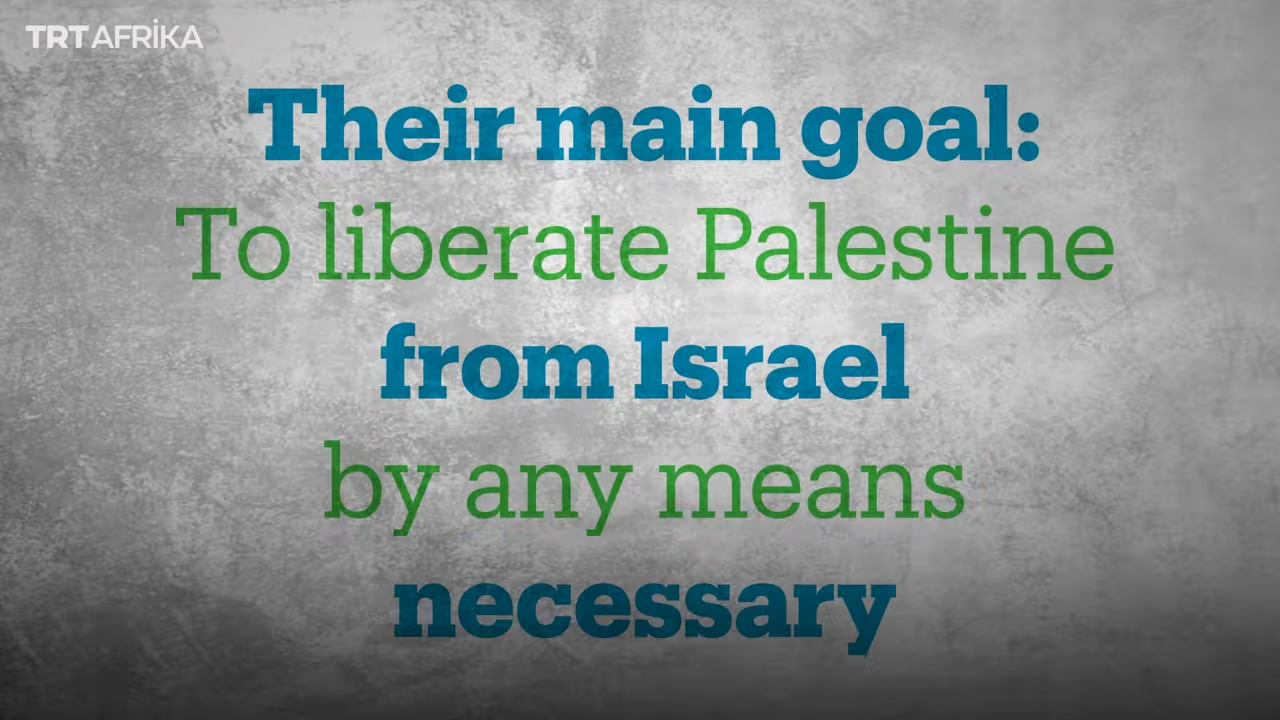 TRT AFRİKA
Their main goal:
To liberate Palestine
from Israel
by any means
necessary